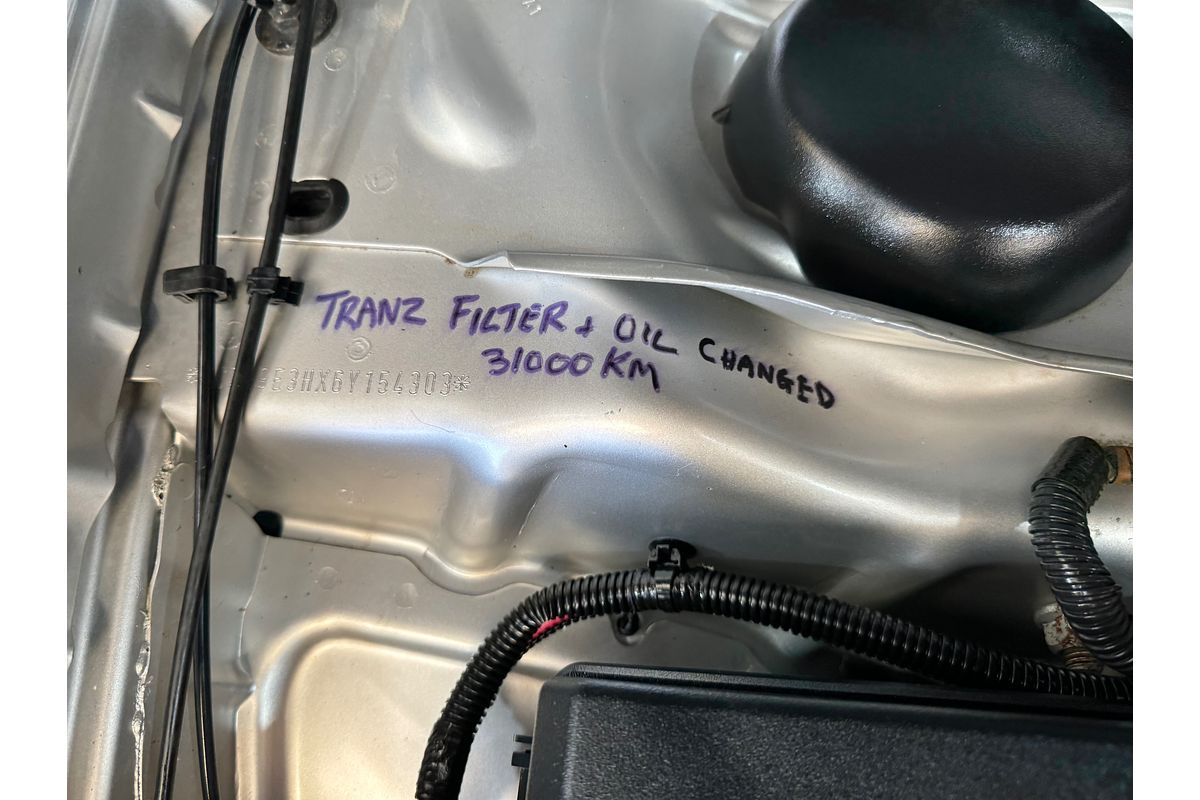 TRANZ FILTER + OIL CHANGED
31000 KM
E3HX6Y154303*